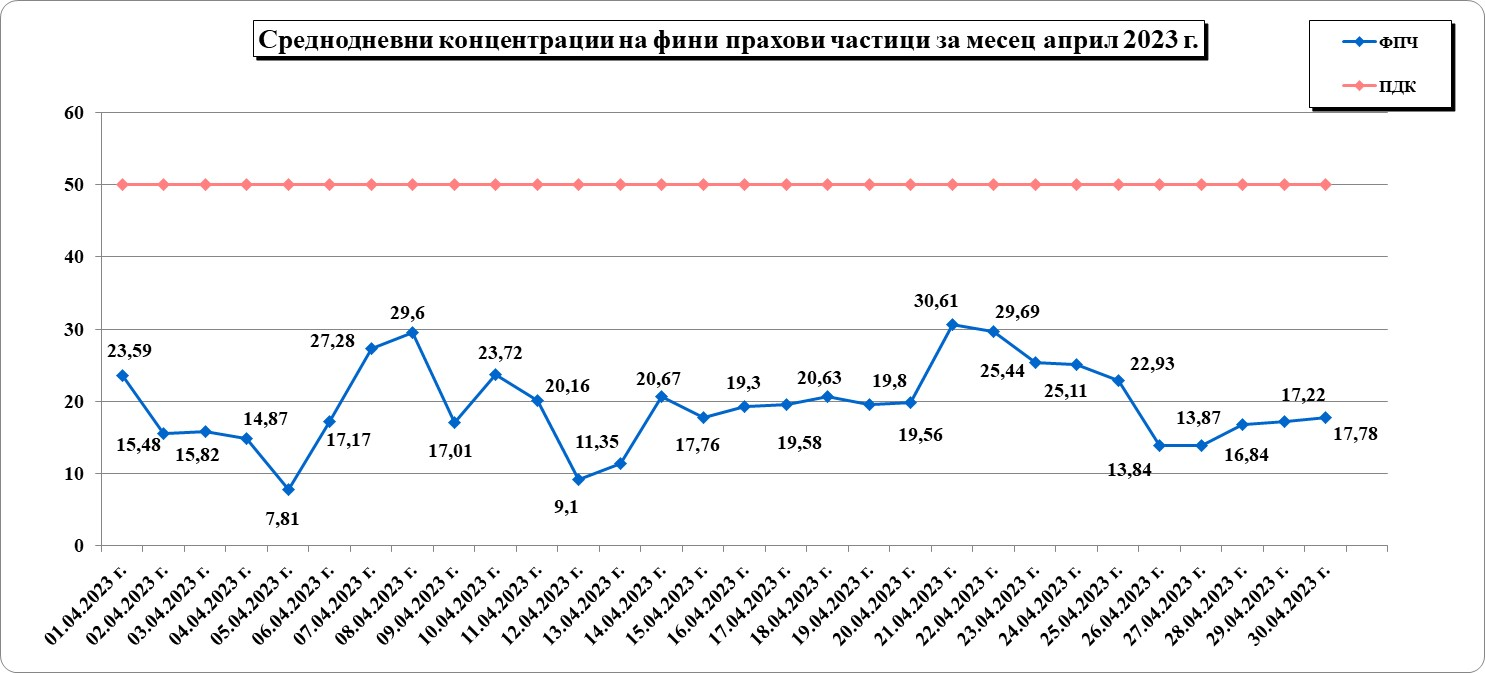 Среднодневни концентрации на фини прахови частици за месец април 2023 г.
ФПЧ
ПДК
60
50
40
30
20
10
0
23,59
15,48
15,82
14,87
7,81
17,17
27,28
29,6
17,01
23,72
20,16
9,1
11,35
20,67
17,76
19,3
19,58
20,63
19,8
19,56
30,61
29,69
25,44
25,11
22,93
13,84
13,87
16,84
17,22
17,78
01.04.2023 г.
02.04.2023 г.
03.04.2023 г.
04.04.2023 г.
05.04.2023 г.
06.04.2023 г.
07.04.2023 г.
08.04.2023 г.
09.04.2023 г.
10.04.2023 г.
11.04.2023 г.
12.04.2023 г.
13.04.2023 г.
14.04.2023 г.
15.04.2023 г.
16.04.2023 г.
17.04.2023 г.
18.04.2023 г.
19.04.2023 г.
20.04.2023 г.
21.04.2023 г.
22.04.2023 г.
23.04.2023 г.
24.04.2023 г.
25.04.2023 г.
26.04.2023 г.
27.04.2023 г.
28.04.2023 г.
29.04.2023 г.
30.04.2023 г.